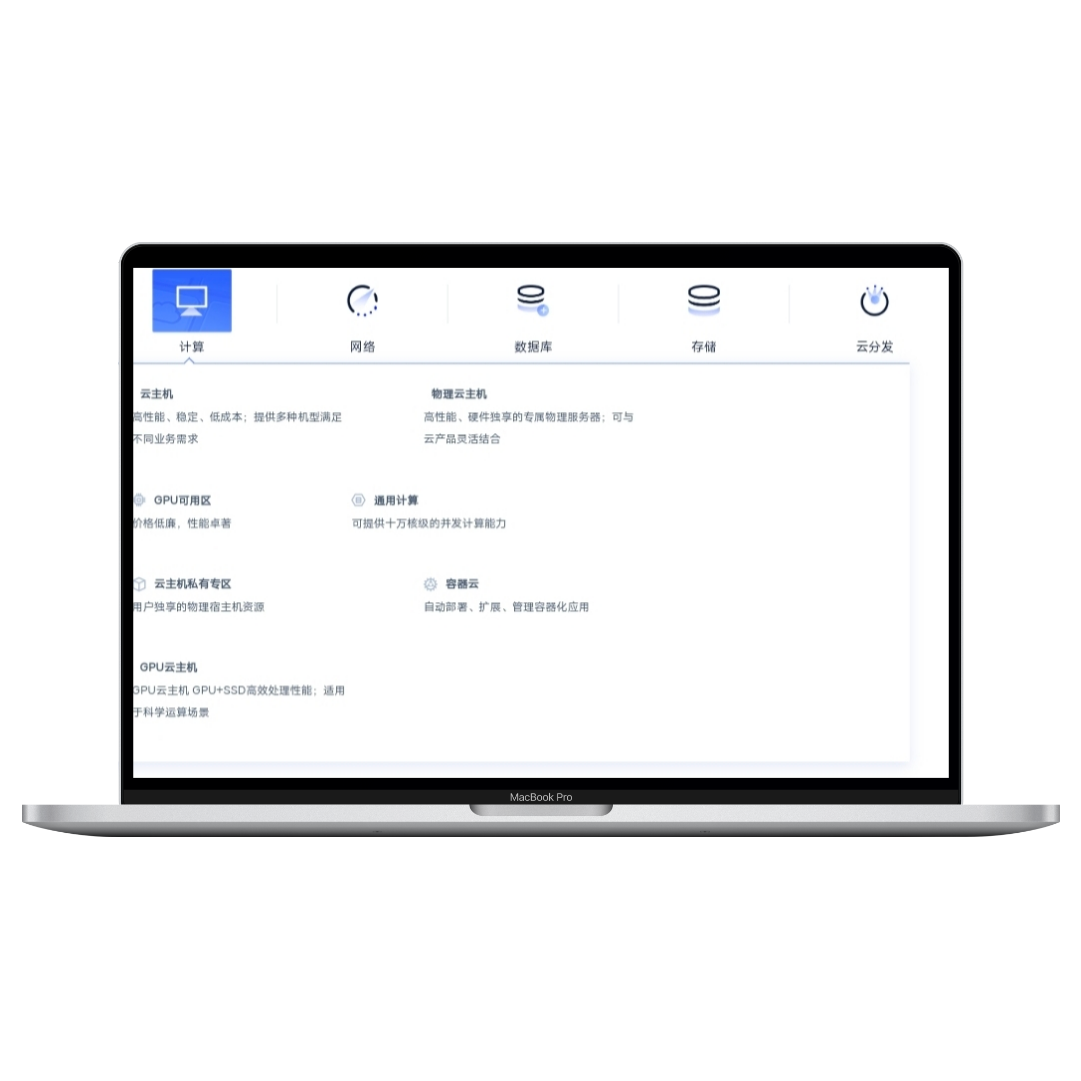 计算
网络
数据库
存储
云分发
云主机
高性能、稳定、低成本；提供多种机型满足
不同业务需求
物理云主机
高性能、硬件独享的专属物理服务器；可与
云产品灵活结合
GPU可用区
价格低廉，性能卓著
通用计算
可提供十万核级的并发计算能力
云主机私有专区
用户独享的物理宿主机资源
容器云
自动部署、扩展、管理容器化应用
GPU云主机
GPU云主机 GPU+SSD高效处理性能；适用
于科学运算场景
MacBook Pro